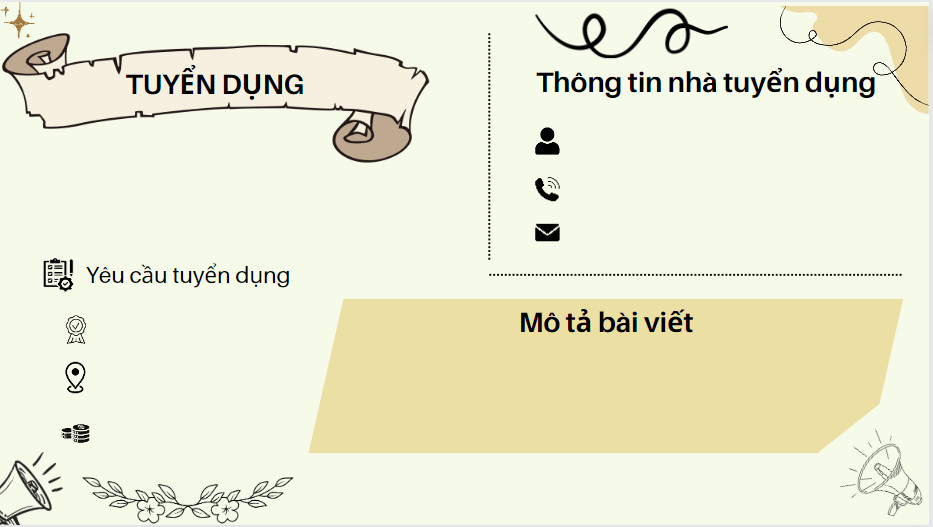 TUYỂN DỤNG
Thông tin nhà tuyển dụng
Yêu cầu tuyển dụng
Mô tả bài viết